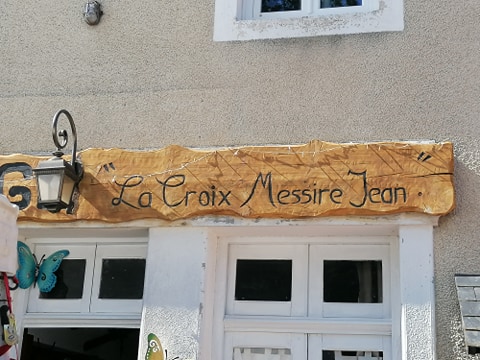 "La Croix Messire Jean"